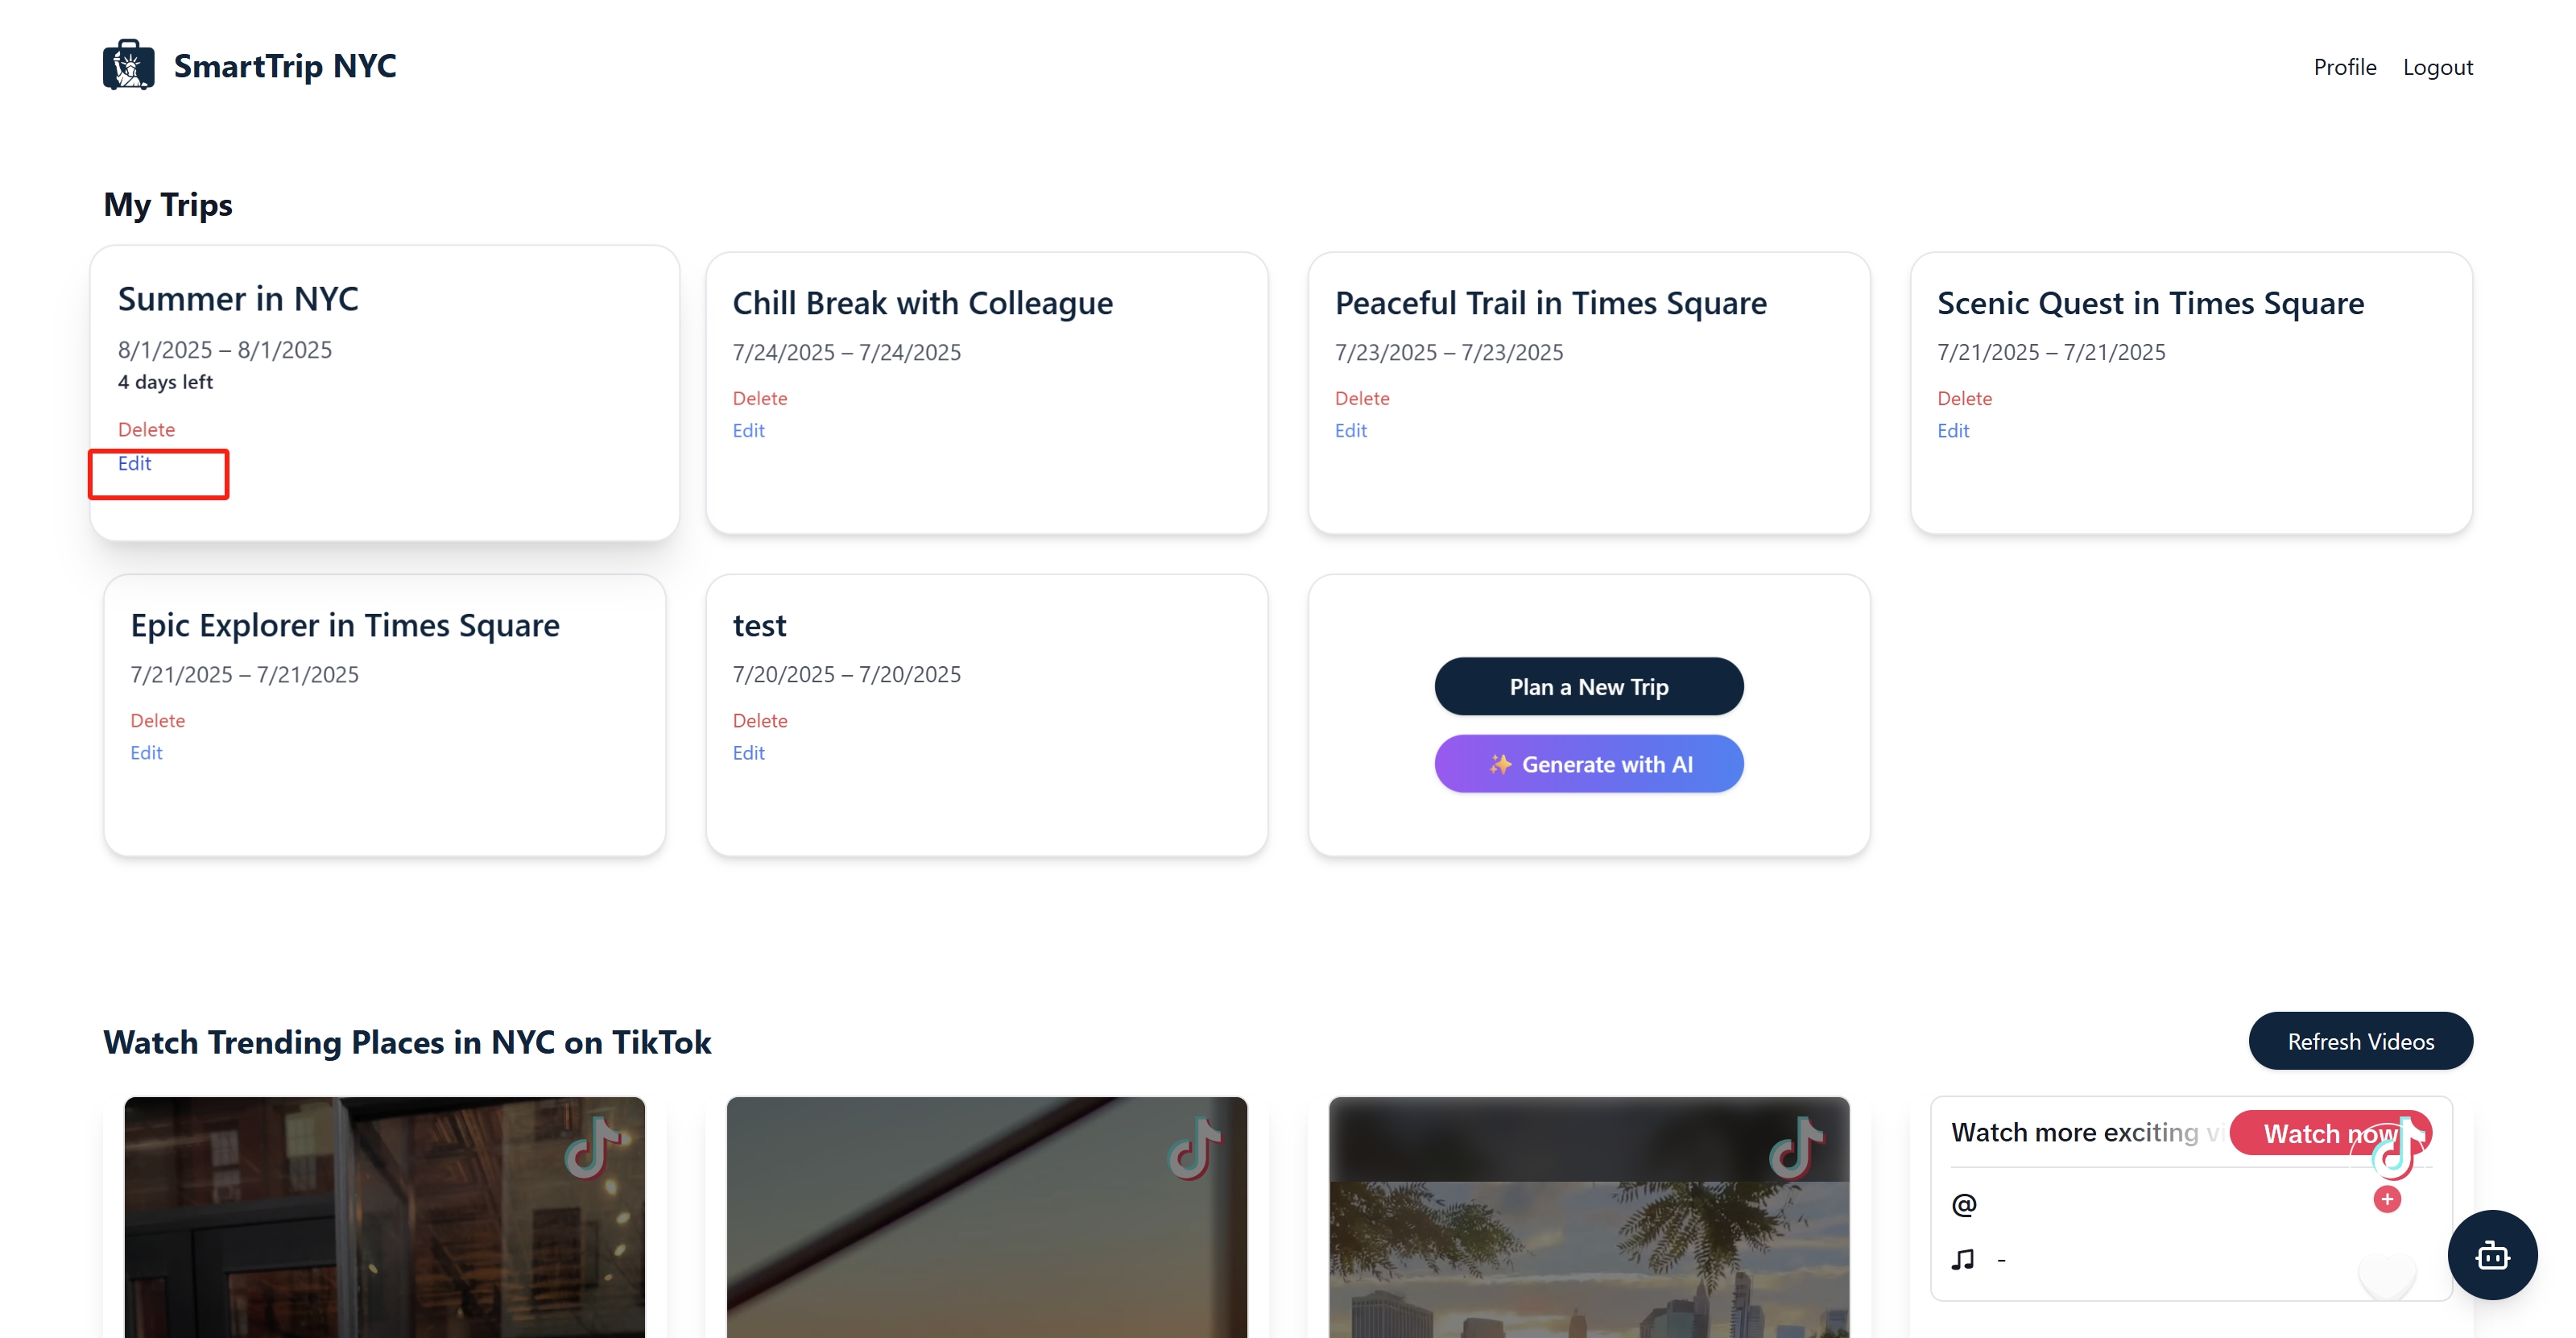 SmartTrip NYC
Profile
Logout
My Trips
Summer in NYC
8/1/2025 – 8/1/2025
4 days left
Delete
Edit
Chill Break with Colleague
7/24/2025 – 7/24/2025
Delete
Edit
Peaceful Trail in Times Square
7/23/2025 – 7/23/2025
Delete
Edit
Scenic Quest in Times Square
7/21/2025 – 7/21/2025
Delete
Edit
Epic Explorer in Times Square
7/21/2025 – 7/21/2025
Delete
Edit
test
7/20/2025 – 7/20/2025
Delete
Edit
Plan a New Trip
✨ Generate with AI
Watch Trending Places in NYC on TikTok
Refresh Videos
Watch more exciting
Watch now
@
-